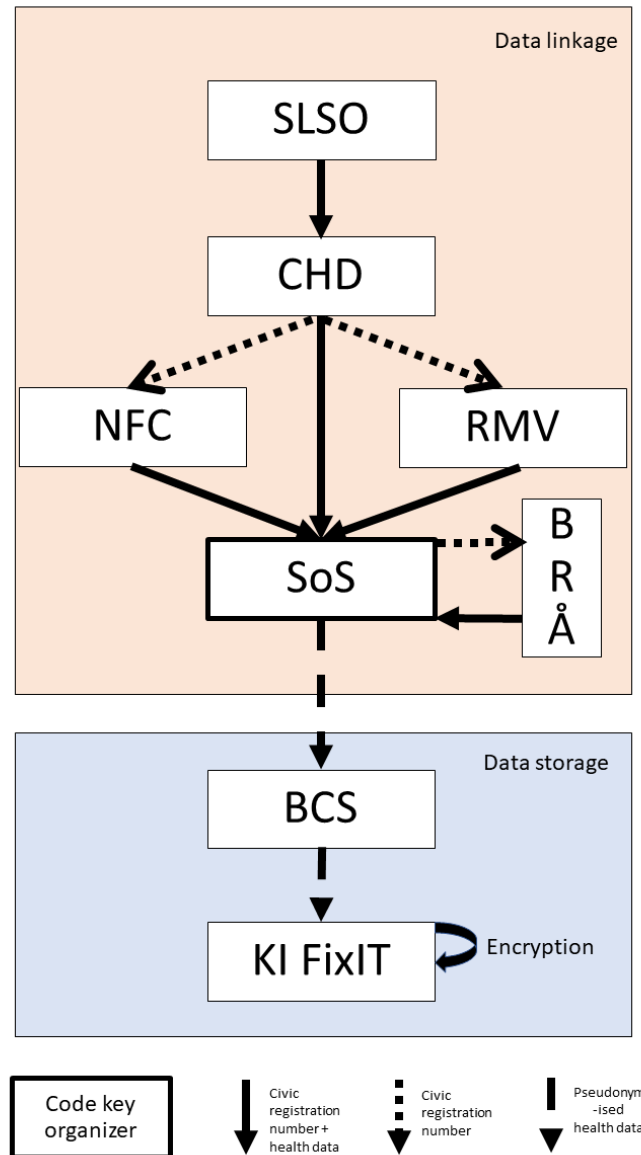 Data linkage
SLSO
CHD
NFC
RMV
SoS
B
R
Å
Data storage
BCS
KI FixIT
Encryption
Code key
organizer
Civic
registration
number +
health data
Civic
registration
number
Pseudonym
-ised
health data